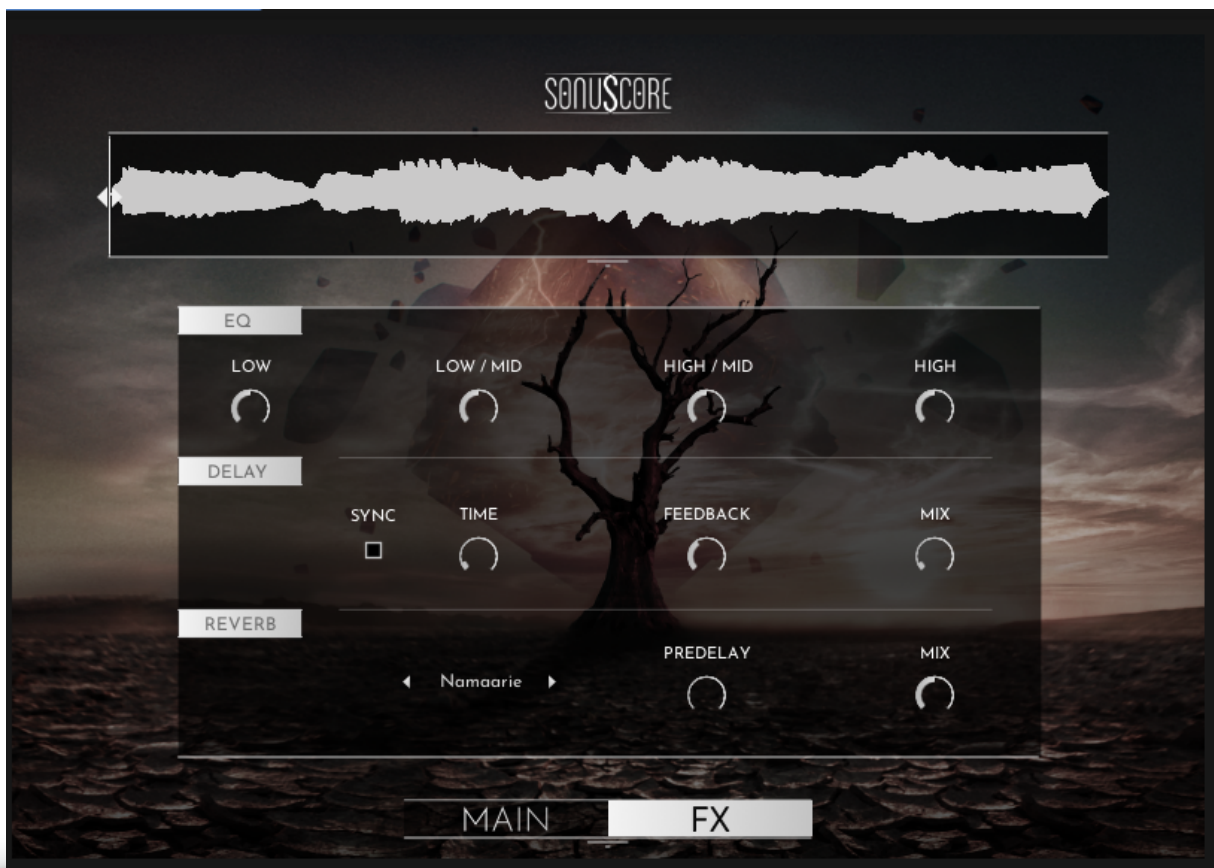 SONUSCORE
EQ
LOW
LOW / MID
HIGH / MID
HIGH
DELAY
SYNC
TIME
FEEDBACK
MIX
REVERB
Namaarie
PREDELAY
MIX
MAIN
FX